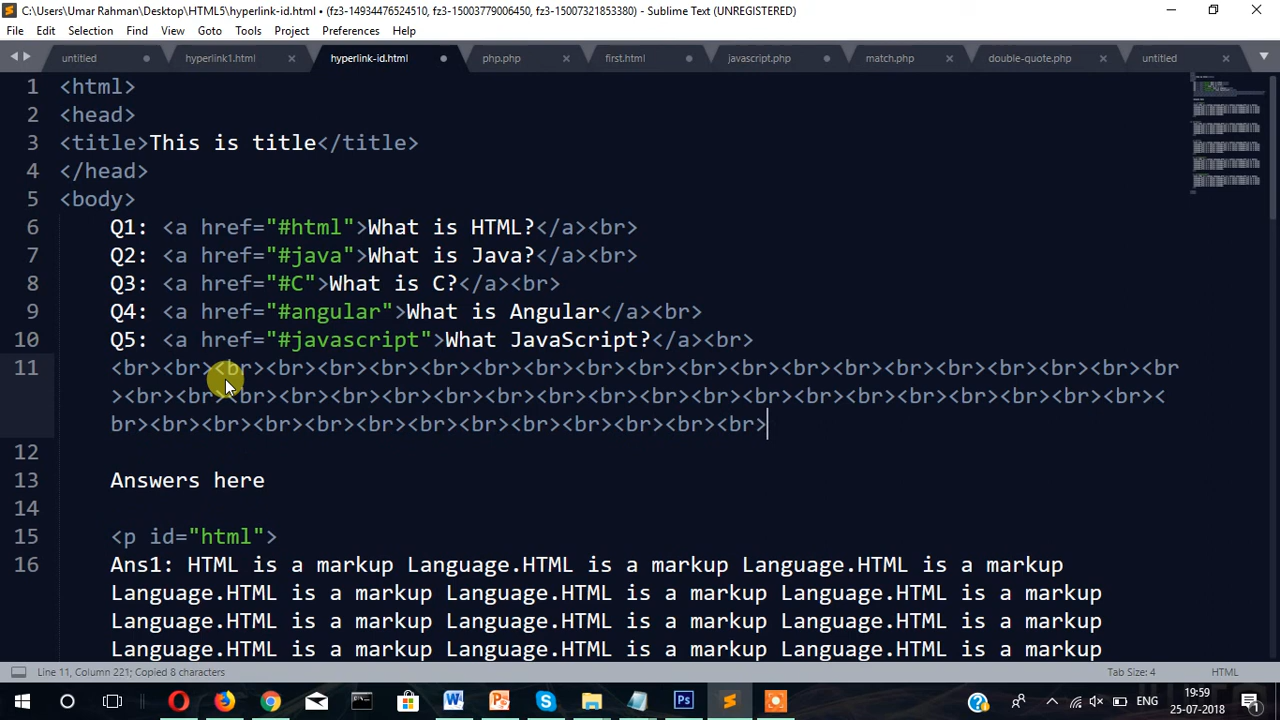 C:\Users\Umar Rahman\Desktop\HTML5\hyperlink-id.html • (fz3-14934476524510, fz3-15003779006450, fz3-15007321853380) - Sublime Text (UNREGISTERED)
File Edit Selection Find View Goto Tools Project Preferences Help
untitled hyperlink1.html hyperlink-id.html php.php first.html javascript.php match.php double-quote.php untitled
1 <html>
2 <head>
3 <title>This is title</title>
4 </head>
5 <body>
6 Q1: <a href="#html">What is HTML?</a><br>
7 Q2: <a href="#java">What is Java?</a><br>
8 Q3: <a href="#C">What is C?</a><br>
9 Q4: <a href="#angular">What is Angular</a><br>
10 Q5: <a href="#javascript">What JavaScript?</a><br>
11 <br><br><br><br><br><br><br><br><br><br><br><br><br><br><br><br><br><br><br><br><br
><br><br><br><br><br><br><br><br><br><br><br><br><br><br><br><br><br><br><br><br><
br><br><br><br><br><br><br><br><br><br><br><br><br>
12
13 Answers here
14
15 <p id="html">
16 Ans1: HTML is a markup Language.HTML is a markup Language.HTML is a markup
Language.HTML is a markup Language.HTML is a markup Language.HTML is a markup
Language.HTML is a markup Language.HTML is a markup Language.HTML is a markup
Language.HTML is a markup Language.HTML is a markup Language.HTML is a markup
Line 11, Column 221; Copied 8 characters Tab Size: 4 HTML
19:59
25-07-2018